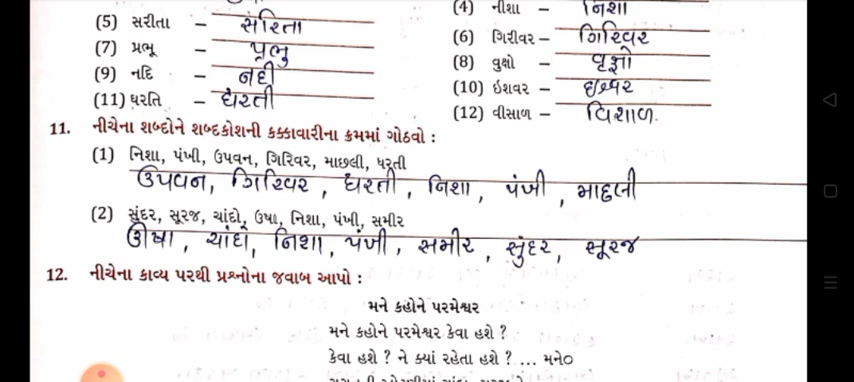 (4) નીશા – નિશા
(5) સરીતા – સરિતા
(6) ગિરીવર – ગિરિવર
(7) પ્રભૂ – પ્રભુ
(8) વુક્ષો – વૃક્ષો
(9) નદિ – નદી
(10) ઇશવર – ઇશ્વર
(11) ધરતિ – ધરતી
(12) વીસાળ – વિશાળ.
11. નીચેના શબ્દોને શબ્દકોશની કક્કાવારીના ક્રમમાં ગોઠવો :
(1) નિશા, પંખી, ઉપવન, ગિરિવર, માછલી, ધરતી
ઉપવન, ગિરિવર, ધરતી, નિશા, પંખી, માછલી
(2) સુંદર, સૂરજ, ચાંદો, ઉષા, નિશા, પંખી, સમીર
ઊષા, ચાંદો, નિશા, પંખી, સમીર, સુંદર, સૂરજ
12. નીચેના કાવ્ય પરથી પ્રશ્નોના જવાબ આપો :
મને કહોને પરમેશ્વર
મને કહોને પરમેશ્વર કેવા હશે ?
કેવા હશે ? ને ક્યાં રહેતા હશે ? ... મને૦